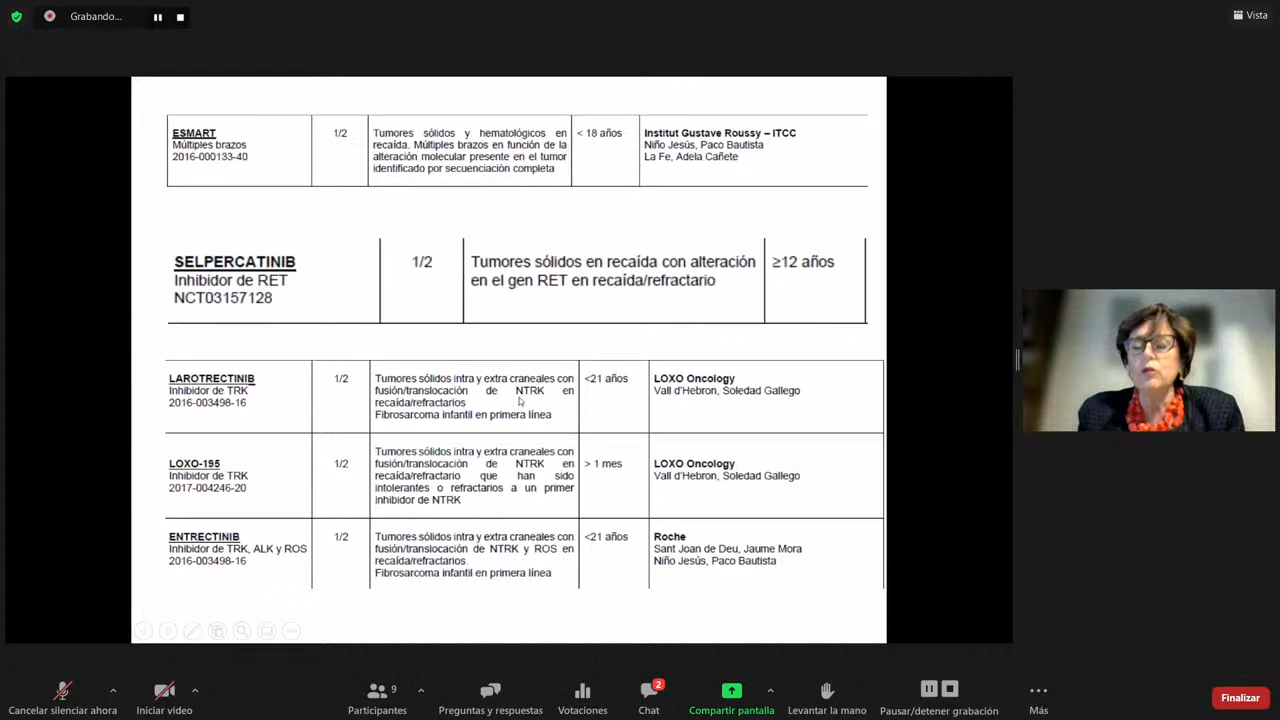 Grabando...
Vista
ESMART
Múltiples brazos
2016-000133-40
1/2
Tumores sólidos y hematológicos en
recaída. Múltiples brazos en función de la
alteración molecular presente en el tumor
identificado por secuenciación completa
< 18 años
Institut Gustave Roussy – ITCC
Niño Jesús, Paco Bautista
La Fe, Adela Cañete
SELPERCATINIB
Inhibidor de RET
NCT03157128
1/2
Tumores sólidos en recaída con alteración
en el gen RET en recaída/refractario
≥12 años
LAROTRECTINIB
Inhibidor de TRK
2016-003498-16
1/2
Tumores sólidos intra y extra craneales con
fusión/translocación de NTRK en
recaída/refractarios
Fibrosarcoma infantil en primera línea
<21 años
LOXO Oncology
Vall d'Hebron, Soledad Gallego
LOXO-195
Inhibidor de TRK
2017-004246-20
1/2
Tumores sólidos intra y extra craneales con
fusión/translocación de NTRK en
recaída/refractario que han sido
intolerantes o refractarios a un primer
inhibidor de NTRK
> 1 mes
LOXO Oncology
Vall d'Hebron, Soledad Gallego
ENTRECTINIB
Inhibidor de TRK, ALK y ROS
2016-003498-16
1/2
Tumores sólidos intra y extra craneales con
fusión/translocación de NTRK y ROS en
recaída/refractarios.
Fibrosarcoma infantil en primera línea
<21 años
Roche
Sant Joan de Deu, Jaume Mora
Niño Jesús, Paco Bautista
Cancelar silenciar ahora
Iniciar video
9
Participantes
Preguntas y respuestas
Votaciones
2
Chat
Compartir pantalla
Levantar la mano
Pausar/detener grabación
Más
Finalizar